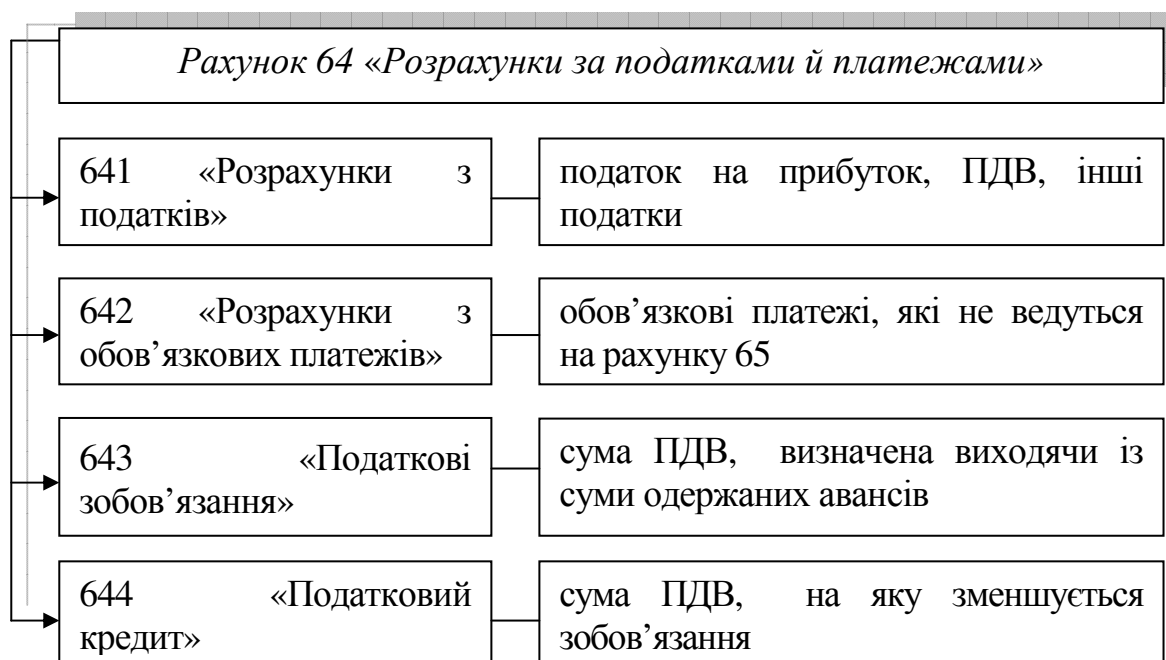 Рахунок 64 «Розрахунки за податками й платежами»
641 «Розрахунки з
податків»
податок на прибуток, ПДВ, інші
податки
642 «Розрахунки з
обов’язкових платежів»
обов’язкові платежі, які не ведуться
на рахунку 65
643 «Податкові
зобов’язання»
сума ПДВ, визначена виходячи із
суми одержаних авансів
644 «Податковий
кредит»
сума ПДВ, на яку зменшується
зобов’язання